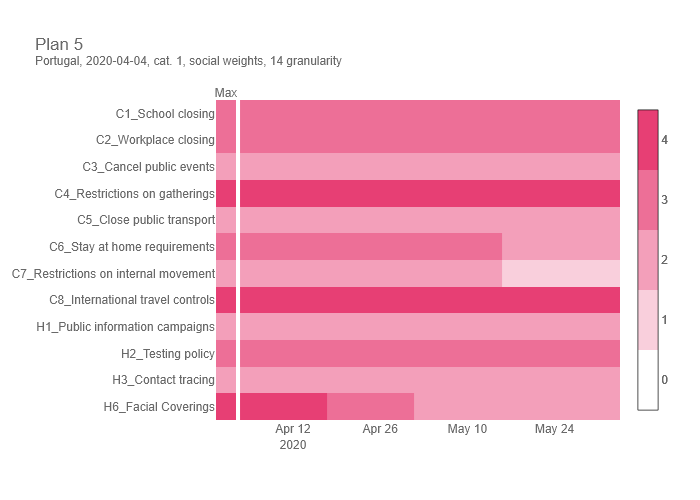 Plan 5
Portugal, 2020-04-04, cat. 1, social weights, 14 granularity
Max
C1_School closing
C2_Workplace closing
C3_Cancel public events
C4_Restrictions on gatherings
C5_Close public transport
C6_Stay at home requirements
C7_Restrictions on internal movement
C8_International travel controls
H1_Public information campaigns
H2_Testing policy
H3_Contact tracing
H6_Facial Coverings
Apr 12
2020
Apr 26
May 10
May 24
4
3
2
1
0